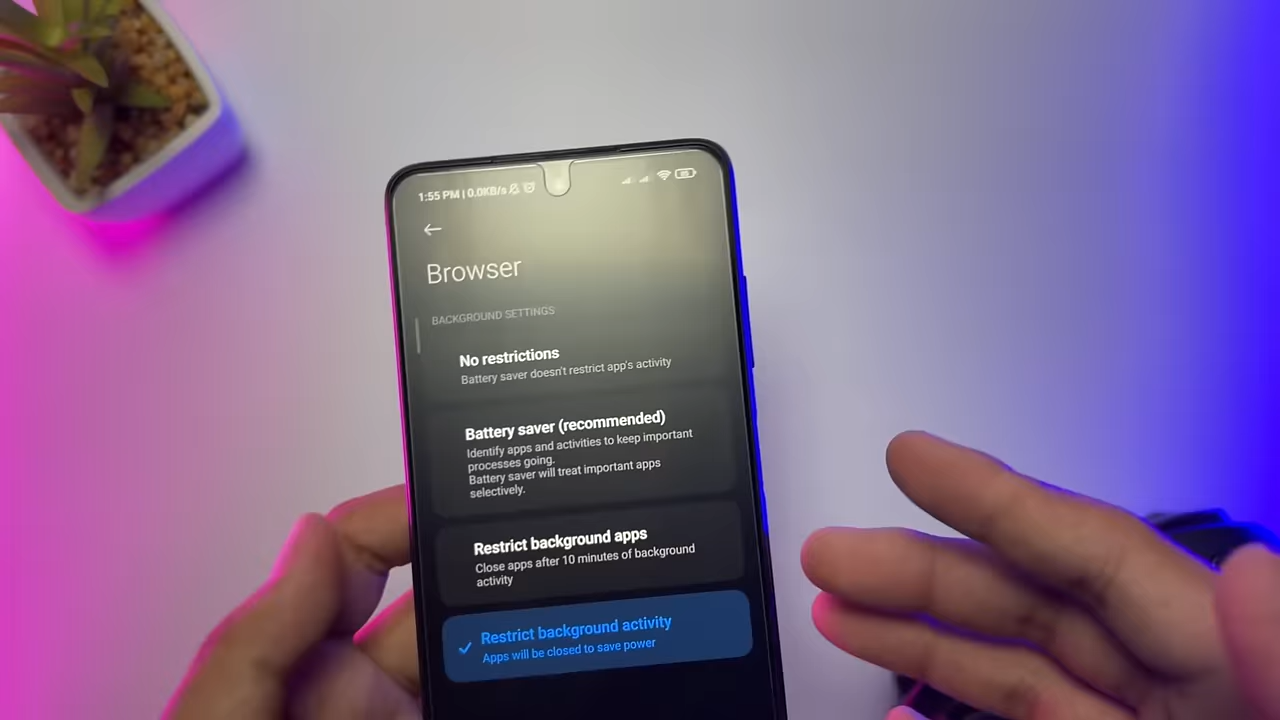 1:55 PM | 0.0KB/s
Browser
BACKGROUND SETTINGS
No restrictions
Battery saver doesn't restrict app's activity
Battery saver (recommended)
Identify apps and activities to keep important
processes going.
Battery saver will treat important apps
selectively.
Restrict background apps
Close apps after 10 minutes of background
activity
Restrict background activity
Apps will be closed to save power